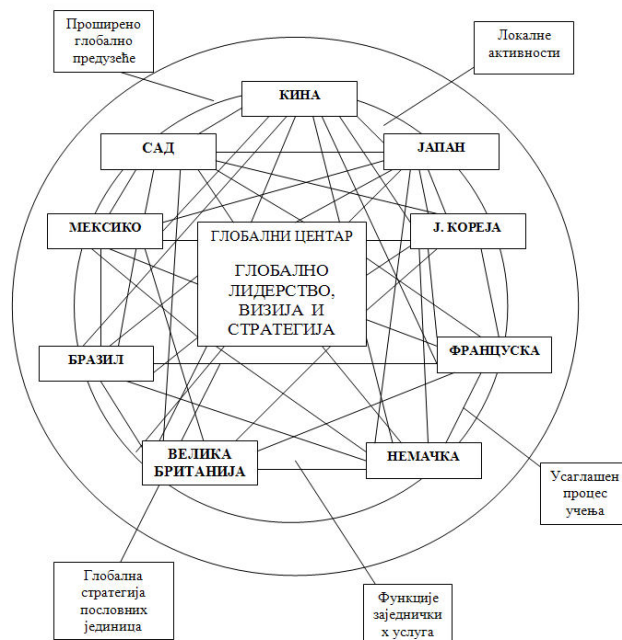 Проширено
глобално
предузеће
Локалне
активности
КИНА
САД
ЈАПАН
МЕКСИКО
ГЛОБАЛНИ ЦЕНТАР
ГЛОБАЛНО
ЛИДЕРСТВО,
ВИЗИЈА И
СТРАТЕГИЈА
Ј. КОРЕЈА
БРАЗИЛ
ФРАНЦУСКА
ВЕЛИКА
БРИТАНИЈА
НЕМАЧКА
Усаглашен
процес
учења
Глобална
стратегија
пословних
јединица
Функције
заједнички
х услуга